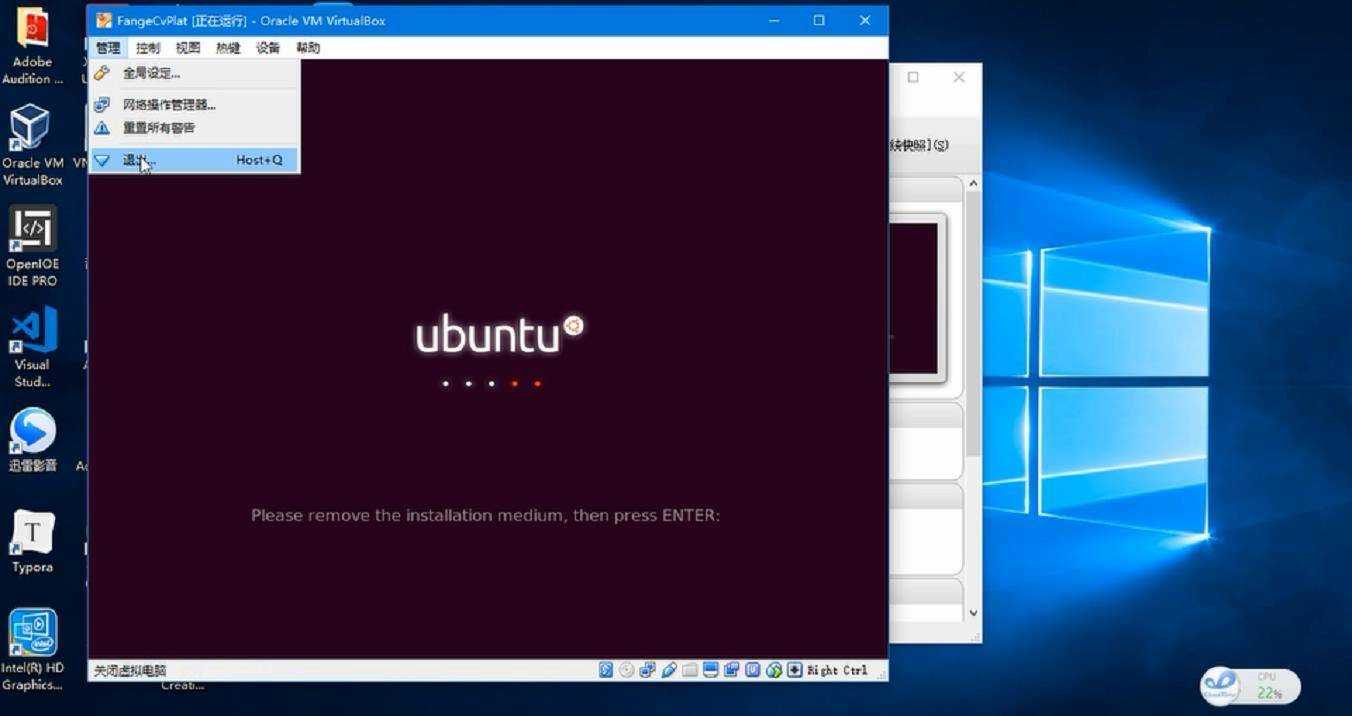 FangeCvPlat [正在运行] - Oracle VM VirtualBox
管理 控制 视图 热键 设备 帮助
全局设定...
网络操作管理器...
重置所有警告
退出... Host+Q
ubuntu
Please remove the installation medium, then press ENTER:
关闭虚拟电脑
Right Ctrl
快照](S)
Adobe
Audition ...
Oracle VM
VirtualBox
OpenIOE
IDE PRO
Visual
Stud...
迅雷影音
T
Typora
Intel(R) HD
Graphics...
Creati...
CPU
22%